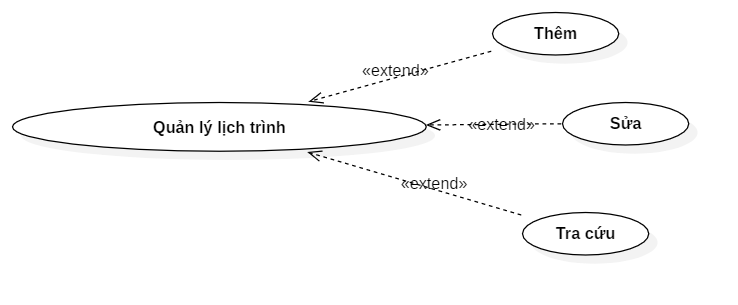 Thêm
«extend»
Quản lý lịch trình
«extend»
Sửa
«extend»
Tra cứu